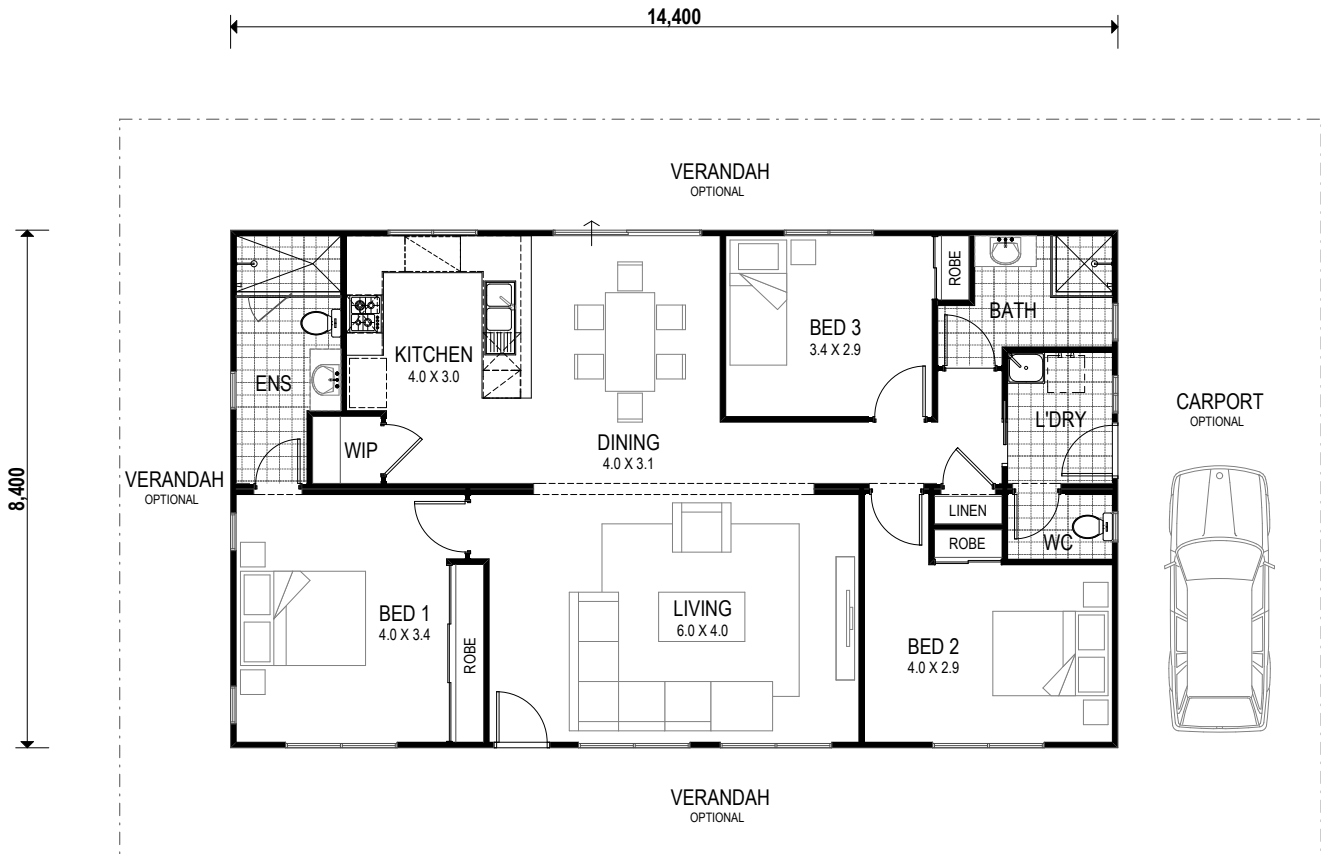 14,400
VERANDAH
OPTIONAL
8,400
ROBE
BATH
BED 3
3.4 X 2.9
KITCHEN
4.0 X 3.0
ENS
WIP
DINING
4.0 X 3.1
L'DRY
CARPORT
OPTIONAL
VERANDAH
OPTIONAL
LINEN
ROBE
WC
BED 1
4.0 X 3.4
ROBE
LIVING
6.0 X 4.0
BED 2
4.0 X 2.9
VERANDAH
OPTIONAL